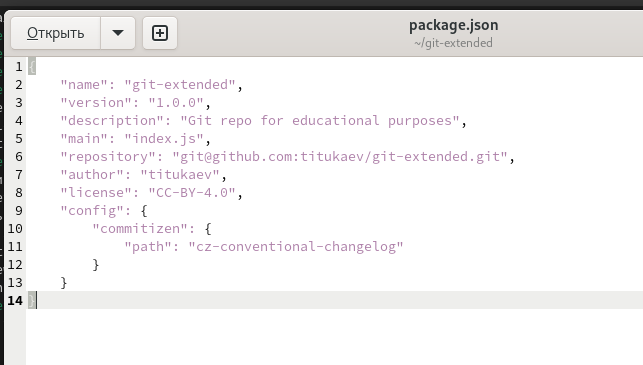 Открыть
package.json
~/git-extended
1 {
2     "name": "git-extended",
3     "version": "1.0.0",
4     "description": "Git repo for educational purposes",
5     "main": "index.js",
6     "repository": "git@github.com:titukaev/git-extended.git",
7     "author": "titukaev",
8     "license": "CC-BY-4.0",
9     "config": {
10         "commitizen": {
11             "path": "cz-conventional-changelog"
12         }
13     }
14 }